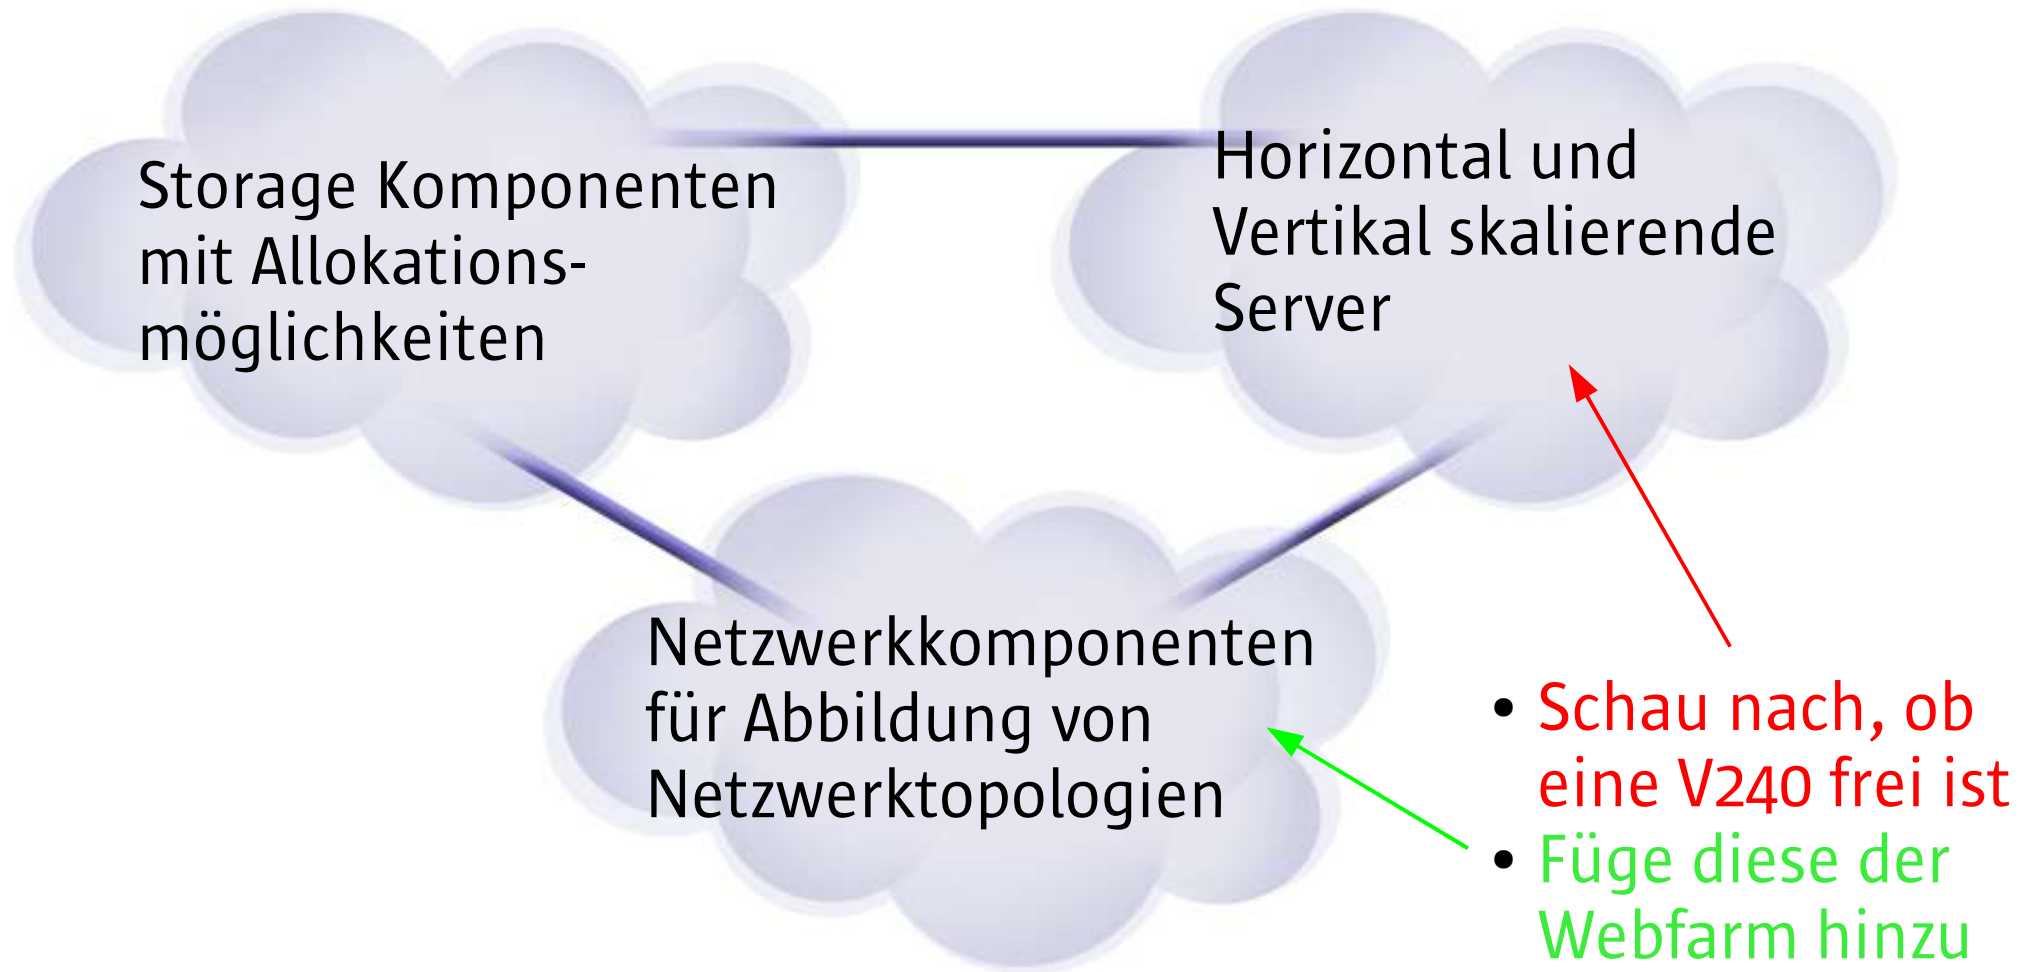 Storage Komponenten
mit Allokations-
möglichkeiten
Horizontal und
Vertikal skalierende
Server
Netzwerkkomponenten
für Abbildung von
Netzwerktopologien
• Schau nach, ob
eine V240 frei ist
• Füge diese der
Webfarm hinzu